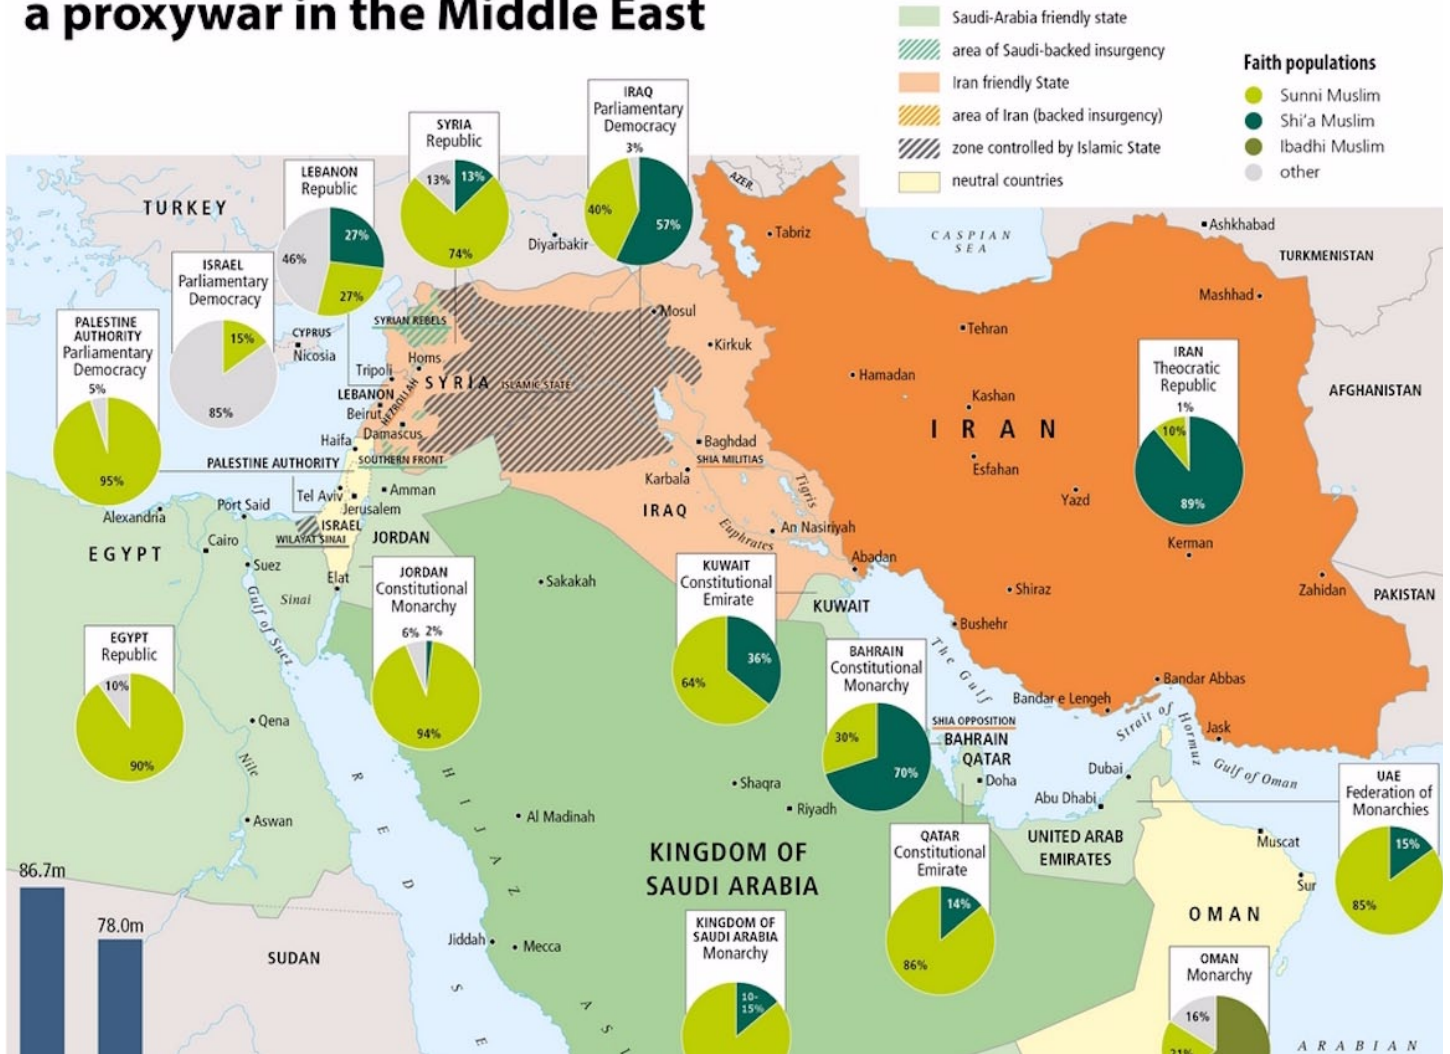 a proxywar in the Middle East
Saudi-Arabia friendly state
area of Saudi-backed insurgency
Iran friendly State
area of Iran (backed insurgency)
zone controlled by Islamic State
neutral countries
Faith populations
Sunni Muslim
Shi'a Muslim
Ibadhi Muslim
other
IRAQ
Parliamentary
Democracy
3%
40%
57%
SYRIA
Republic
13%
13%
74%
LEBANON
Republic
27%
46%
27%
ISRAEL
Parliamentary
Democracy
15%
85%
PALESTINE
AUTHORITY
Parliamentary
Democracy
5%
95%
TURKEY
Diyarbakir
AZER.
Tabriz
CASPIAN
SEA
Ashkhabad
TURKMENISTAN
Mashhad
CYPRUS
Nicosia
SYRIAN REBELS
Mosul
Kirkuk
Tehran
Homs
Tripoli
SYRIA
ISLAMIC STATE
Hamadan
Kashan
LEBANON
HEZBOLLAH
Beirut
Damascus
IRAN
IRAN
Theocratic
Republic
1%
10%
89%
AFGHANISTAN
Haifa
SOUTHERN FRONT
PALESTINE AUTHORITY
Baghdad
SHIA MILITIAS
Karbala
Esfahan
Tigris
Yazd
Tel Aviv
Amman
Jerusalem
ISRAEL
Port Said
Alexandria
EGYPT
Cairo
WILAYAT SINAI
JORDAN
IRAQ
Euphrates
An Nasiriyah
Kerman
Suez
Elat
Sinai
Gulf of Suez
Sakakah
Abadan
Shiraz
Zahidan
PAKISTAN
JORDAN
Constitutional
Monarchy
6%
2%
94%
KUWAIT
Constitutional
Emirate
36%
64%
KUWAIT
Bushehr
The Gulf
EGYPT
Republic
10%
90%
BAHRAIN
Constitutional
Monarchy
30%
70%
Bandar e Lengeh
Bandar Abbas
Strait of
Hormuz
Jask
Gulf of Oman
SHIA OPPOSITION
BAHRAIN
QATAR
Doha
Dubai
Abu Dhabi
UNITED ARAB
EMIRATES
UAE
Federation of
Monarchies
15%
85%
Qena
Nile
Aswan
RED SE
HIJAZ
Al Madinah
Shaqra
Riyadh
KINGDOM OF
SAUDI ARABIA
QATAR
Constitutional
Emirate
14%
86%
Muscat
Sur
OMAN
86.7m
78.0m
SUDAN
Jiddah
Mecca
A S
KINGDOM OF
SAUDI ARABIA
Monarchy
10-
15%
OMAN
Monarchy
16%
ARABIAN